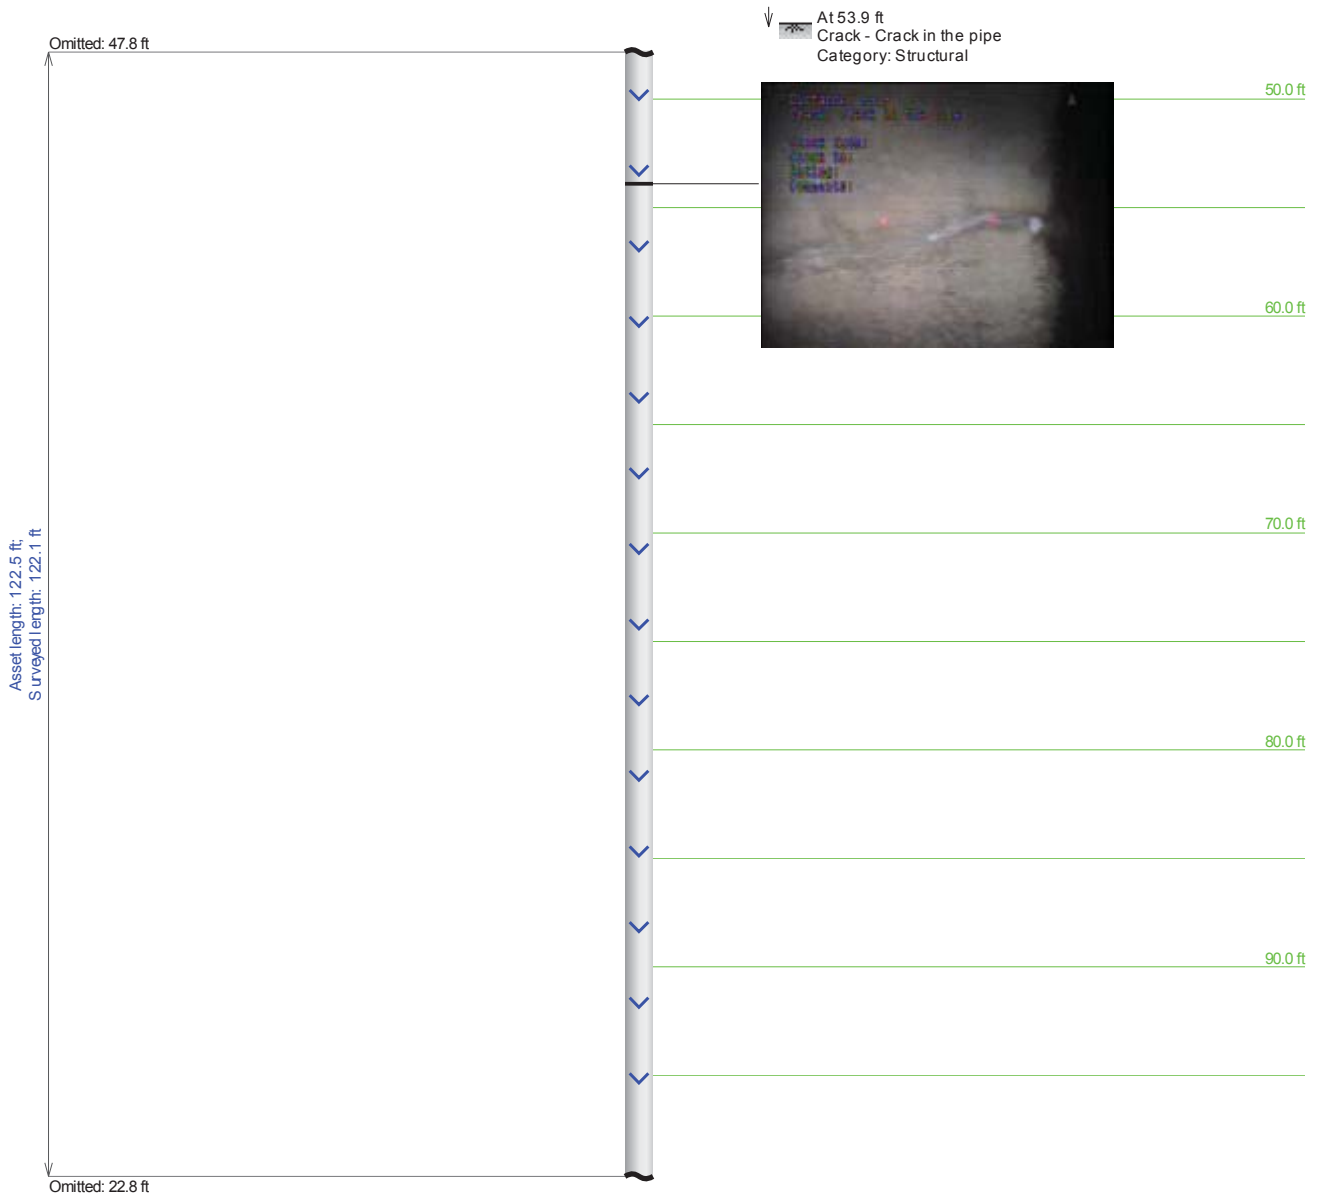 At 53.9 ft
Crack - Crack in the pipe
Category: Structural
Omitted: 47.8 ft
50.0 ft
60.0 ft
70.0 ft
Asset length: 122.5 ft;
Surveyed length: 122.1 ft
80.0 ft
90.0 ft
Omitted: 22.8 ft